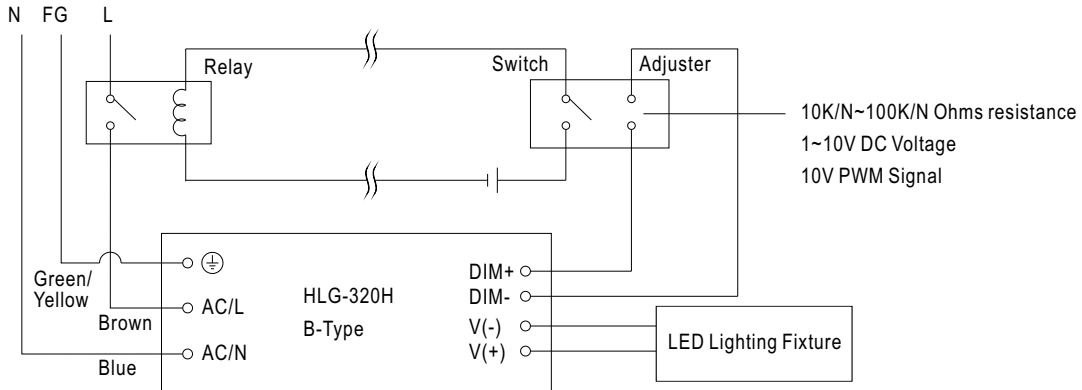 N FG L
Relay
Switch
Adjuster
10K/N~100K/N Ohms resistance
1~10V DC Voltage
10V PWM Signal
Green/
Yellow
Brown
Blue
AC/L
AC/N
HLG-320H
B-Type
DIM+
DIM-
V(-)
V(+)
LED Lighting Fixture